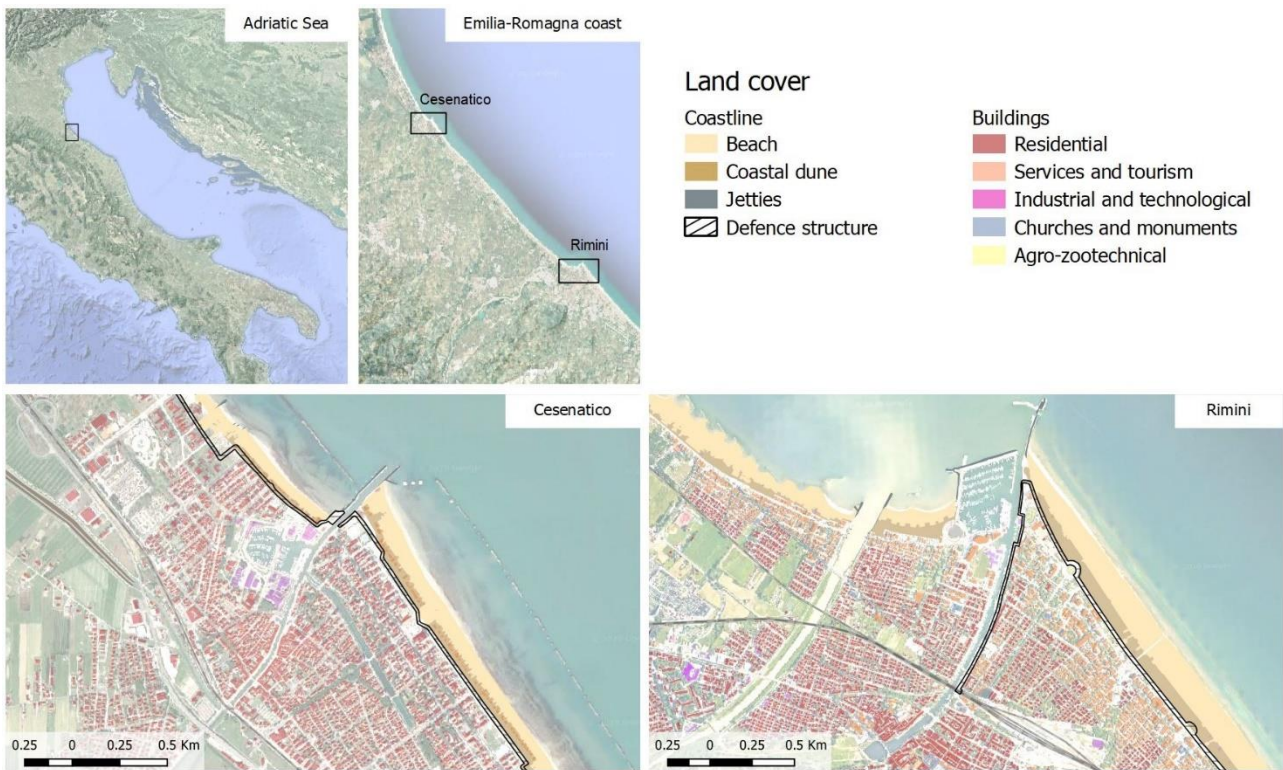 Adriatic Sea
Emilia-Romagna coast
Cesenatico
Rimini
Land cover
Coastline
Beach
Coastal dune
Jetties
Defence structure
Buildings
Residential
Services and tourism
Industrial and technological
Churches and monuments
Agro-zootechnical
Cesenatico
0.25 0 0.25 0.5 Km
Rimini
0.25 0 0.25 0.5 Km